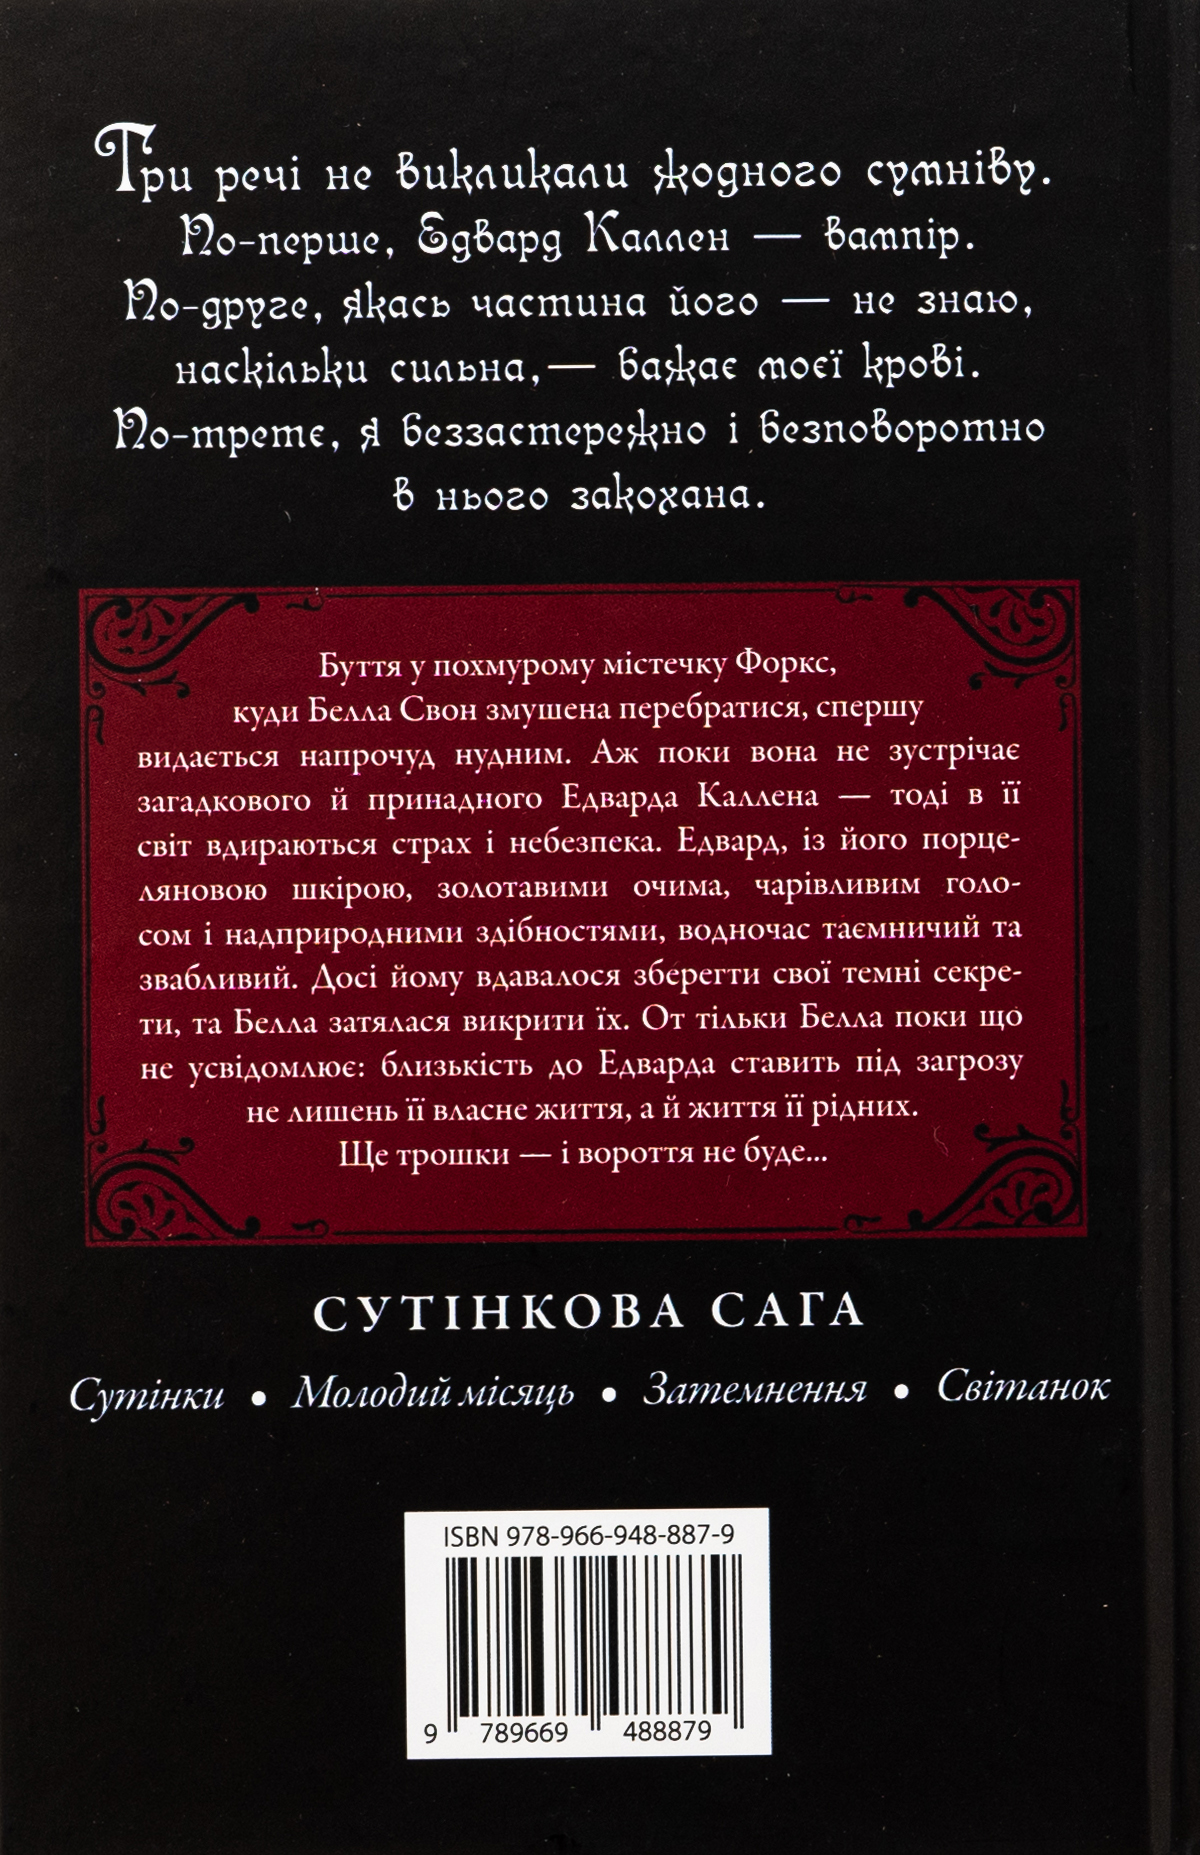 Три речі не викликали жодного сумніву.
По-перше, Едвард Каллен — вампір.
По-друге, якась частина його — не знаю,
наскільки сильна,— бажає моєї крові.
По-третє, я беззастережно і безповоротно
в нього закохана.
Буття у похмурому містечку Форкс,
куди Белла Свон змушена перебратися, спершу
видається напрочуд нудним. Аж поки вона не зустрічає
загадкового й принадного Едварда Каллена — тоді в її
світ вдираються страх і небезпека. Едвард, із його порце-
ляновою шкірою, золотавими очима, чарівливим голо-
сом і надприродними здібностями, водночас таємничий та
звабливий. Досі йому вдавалося зберегти свої темні секре-
ти, та Белла затялася викрити їх. От тільки Белла поки що
не усвідомлює: близькість до Едварда ставить під загрозу
не лишень її власне життя, а й життя її рідних.
Ще трошки — і вороття не буде...
СУТІНКОВА САГА
Сутінки • Молодий місяць • Затемнення • Світанок
ISBN 978-966-948-887-9
9 789669 488879